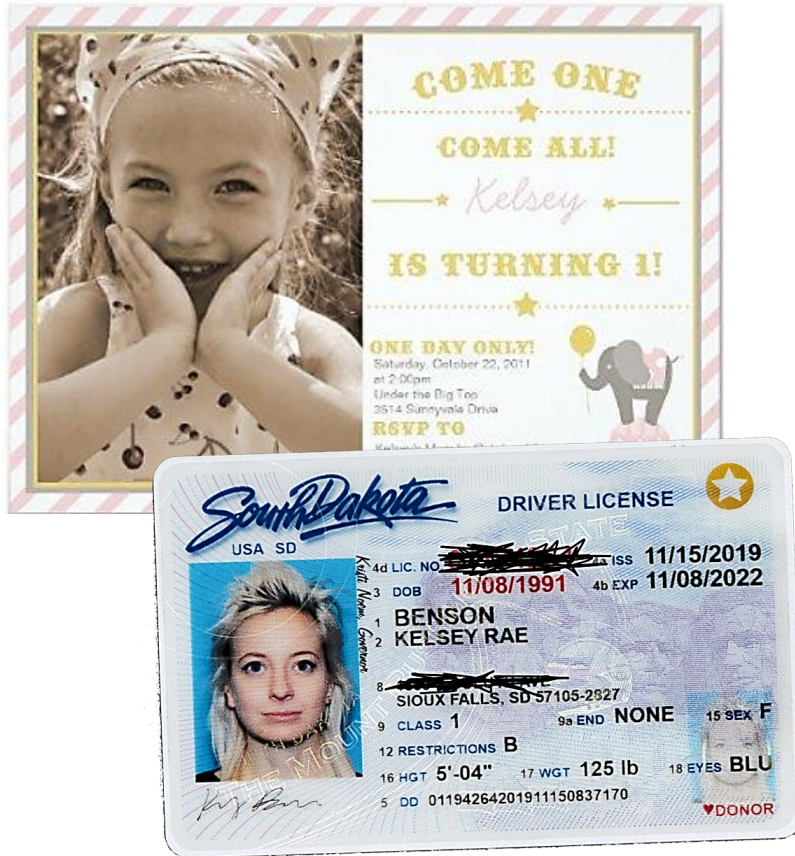 COME ONE
COME ALL!
Kelsey
IS TURNING 1!
ONE DAY ONLY!
Saturday, October 22, 2011
at 2:00pm
Under the Big Top
3514 Sunnyvale Drive
RSVP TO
South Dakota DRIVER LICENSE
USA SD
4d LIC. NO 4a ISS 11/15/2019
3 DOB 11/08/1991 4b EXP 11/08/2022
1 BENSON
2 KELSEY RAE
8
SIOUX FALLS, SD 57105-2827
9 CLASS 1 9a END NONE 15 SEX F
12 RESTRICTIONS B
16 HGT 5'-04" 17 WGT 125 lb 18 EYES BLU
5 DD 01194264201911150837170
DONOR
Kristi Noem, Governor
STATE
THE MOUNT